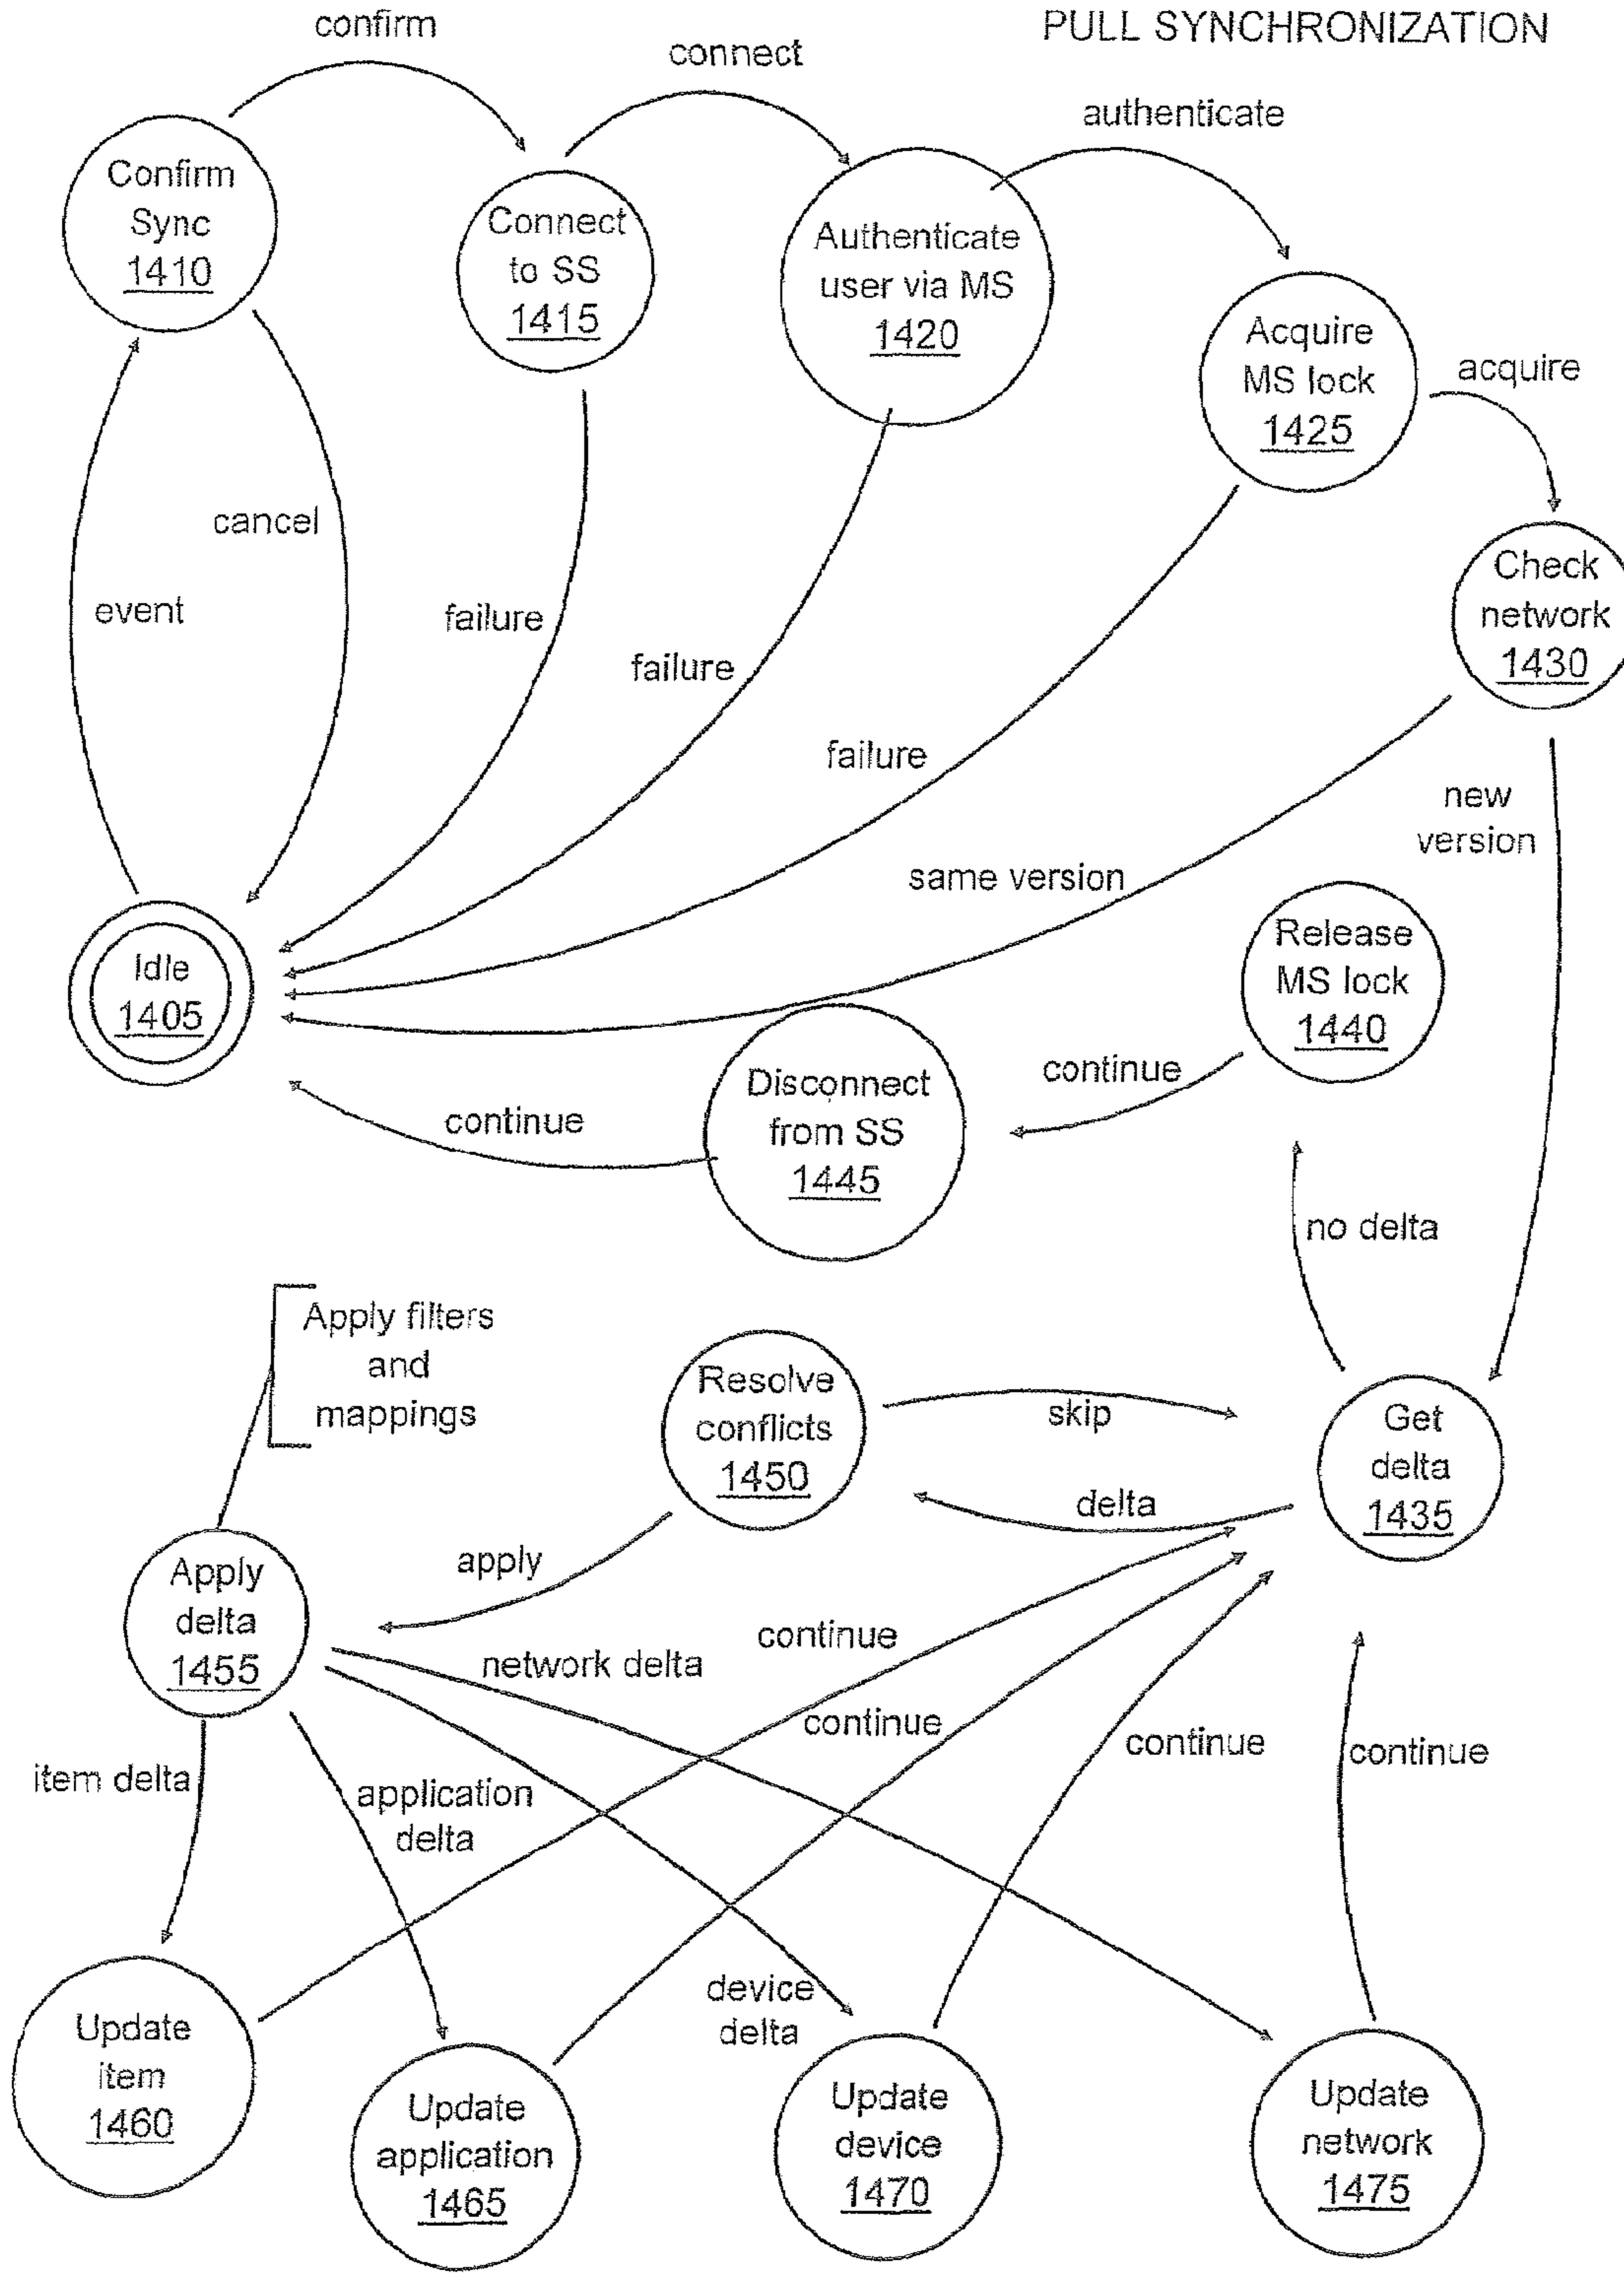 PULL SYNCHRONIZATION
confirm
connect
authenticate
Confirm
Sync
1410
Connect
to SS
1415
Authenticate
user via MS
1420
Acquire
MS lock
1425
acquire
Check
network
1430
event
cancel
failure
failure
failure
same version
new
version
Idle
1405
Release
MS lock
1440
continue
Disconnect
from SS
1445
continue
no delta
Apply filters
and
mappings
Resolve
conflicts
1450
skip
Get
delta
1435
delta
apply
Apply
delta
1455
network delta
continue
continue
continue
continue
item delta
application
delta
device
delta
Update
item
1460
Update
application
1465
Update
device
1470
Update
network
1475